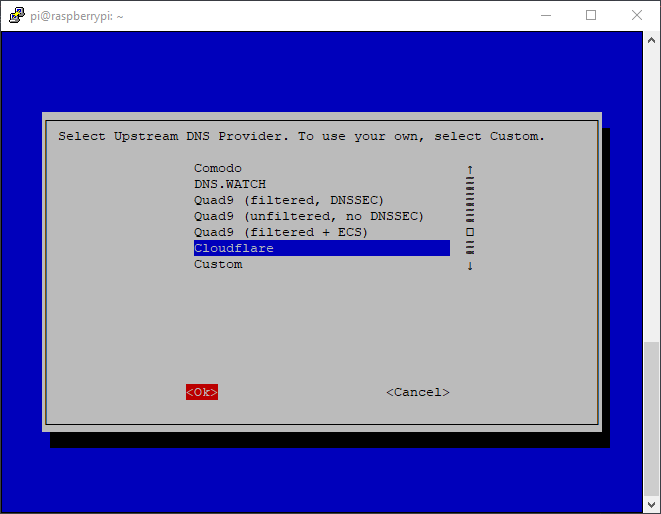 pi@raspberrypi: ~
Select Upstream DNS Provider. To use your own, select Custom.
Comodo
DNS.WATCH
Quad9 (filtered, DNSSEC)
Quad9 (unfiltered, no DNSSEC)
Quad9 (filtered + ECS)
Cloudflare
Custom
<Ok> <Cancel>